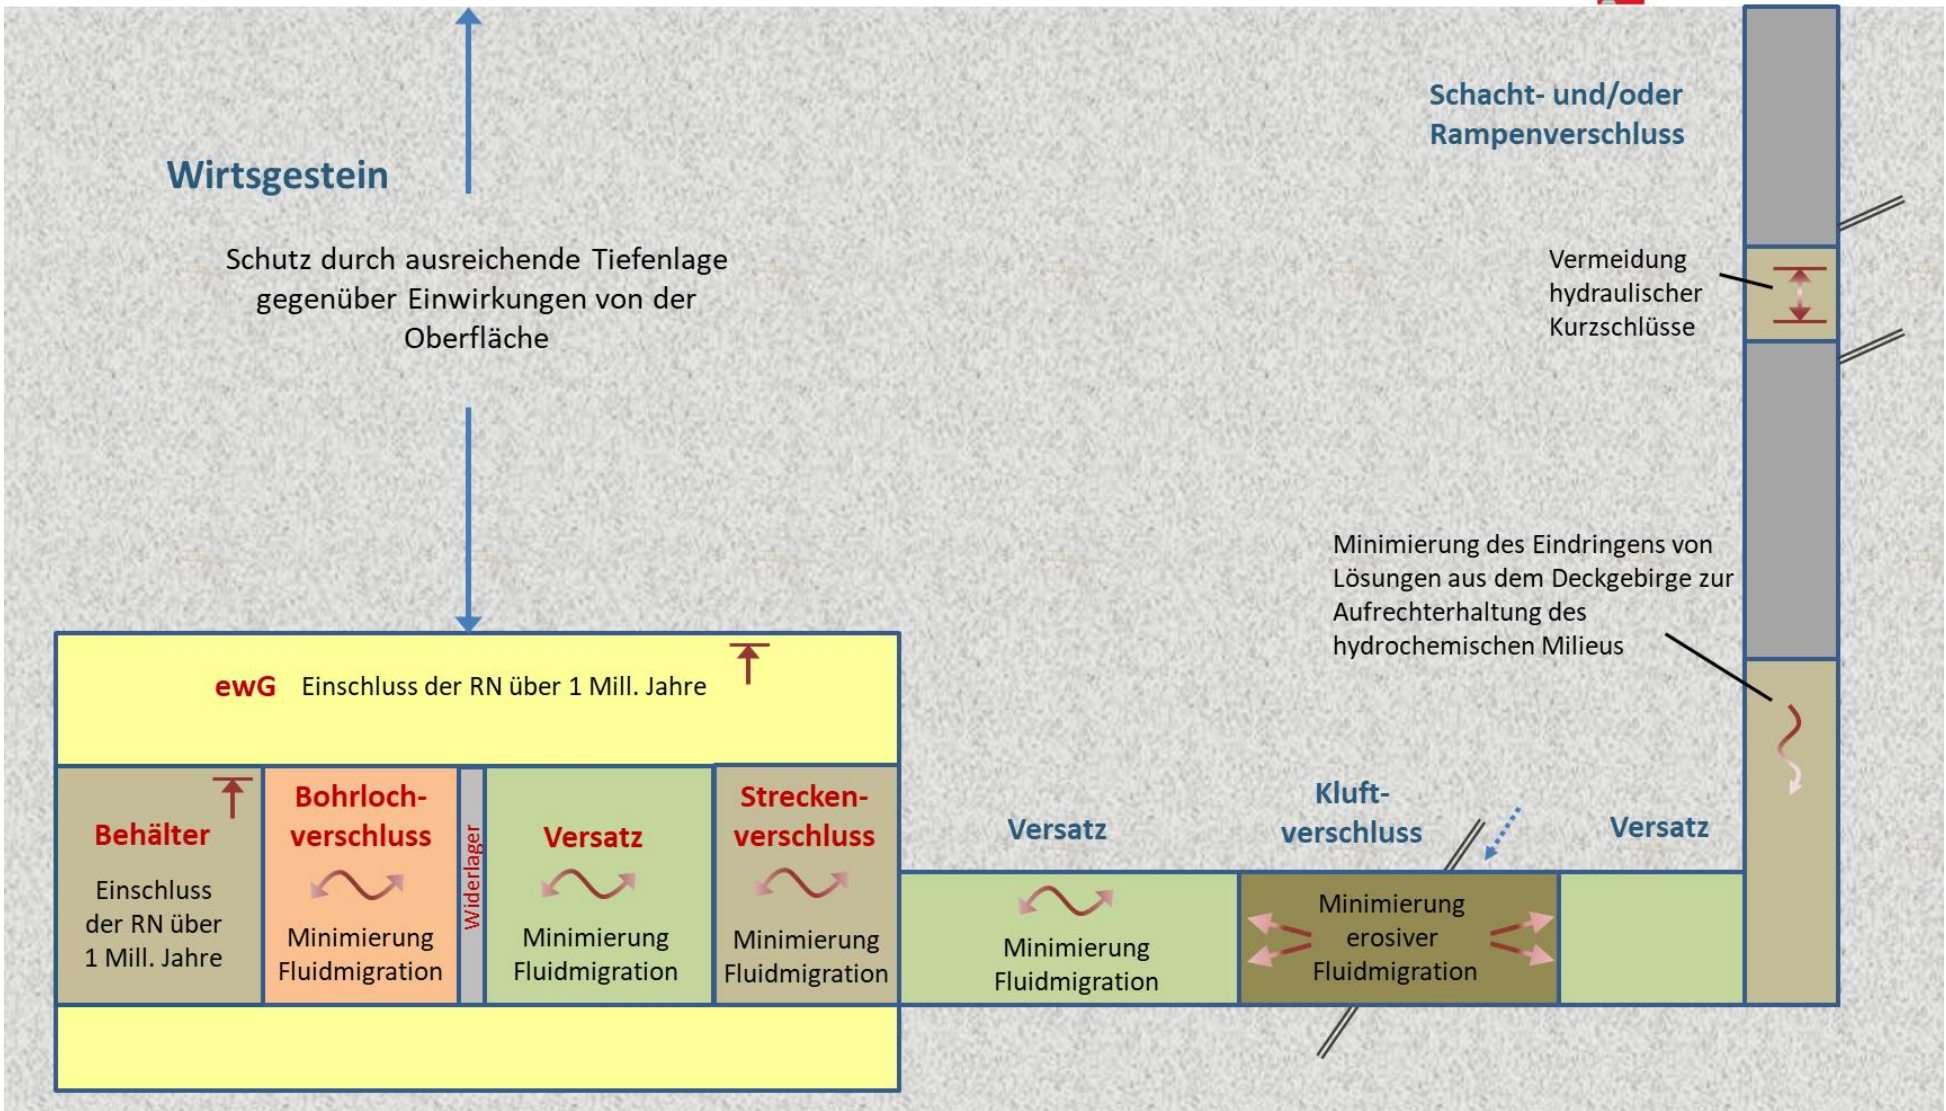 Schacht- und/oder
Rampenverschluss
Wirtsgestein
Schutz durch ausreichende Tiefenlage
gegenüber Einwirkungen von der
Oberfläche
Vermeidung
hydraulischer
Kurzschlüsse
Minimierung des Eindringens von
Lösungen aus dem Deckgebirge zur
Aufrechterhaltung des
hydrochemischen Milieus
ewG Einschluss der RN über 1 Mill. Jahre
Behälter
Einschluss
der RN über
1 Mill. Jahre
Bohrloch-
verschluss
Minimierung
Fluidmigration
Widerlager
Versatz
Minimierung
Fluidmigration
Strecken-
verschluss
Minimierung
Fluidmigration
Versatz
Minimierung
Fluidmigration
Kluft-
verschluss
Minimierung
erosiver
Fluidmigration
Versatz